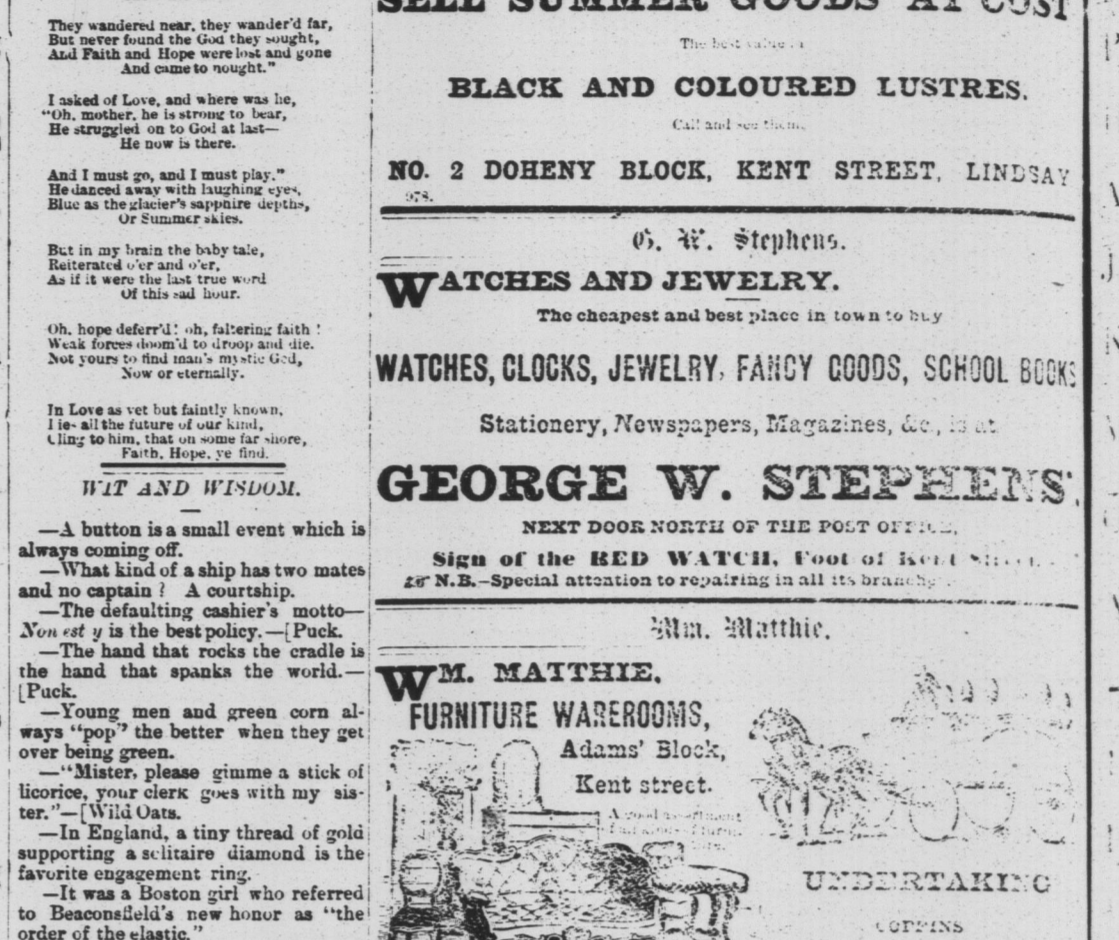 They wandered near, they wander'd far,
But never found the God they sought,
And Faith and Hope were lost and gone
And came to nought."
I asked of Love, and where was he,
"Oh, mother, he is strong to bear,
He struggled on to God at last—
He now is there.
And I must go, and I must play."
He danced away with laughing eyes,
Blue as the glacier's sapphire depths,
Or Summer skies.
But in my brain the baby tale,
Reiterated o'er and o'er,
As if it were the last true word
Of this sad hour.
Oh, hope deferr'd! oh, faltering faith!
Weak forces doom'd to droop and die.
Not yours to find man's mystic God,
Now or eternally.
In Love as yet but faintly known,
lies all the future of our kind,
Cling to him, that on some far shore,
Faith, Hope, ye find.
WIT AND WISDOM.
—A button is a small event which is
always coming off.
—What kind of a ship has two mates
and no captain? A courtship.
—The defaulting cashier's motto—
Non est y is the best policy.—[Puck.
—The hand that rocks the cradle is
the hand that spanks the world.—
[Puck.
—Young men and green corn al-
ways "pop" the better when they get
over being green.
—"Mister, please gimme a stick of
licorice, your clerk goes with my sis-
ter."—[Wild Oats.
—In England, a tiny thread of gold
supporting a solitaire diamond is the
favorite engagement ring.
—It was a Boston girl who referred
to Beaconsfield's new honor as "the
order of the elastic."
SELL SUMMER GOODS AT COST
The best value in
BLACK AND COLOURED LUSTRES.
Call and see them.
NO. 2 DOHENY BLOCK, KENT STREET, LINDSAY
978.
G. W. Stephens.
WATCHES AND JEWELRY.
The cheapest and best place in town to buy
WATCHES, CLOCKS, JEWELRY, FANCY GOODS, SCHOOL BOOKS
Stationery, Newspapers, Magazines, &c., is at
GEORGE W. STEPHENS'.
NEXT DOOR NORTH OF THE POST OFFICE,
Sign of the RED WATCH, Foot of Kent Street.
☞ N.B.—Special attention to repairing in all its branches.
Wm. Matthie.
WM. MATTHIE,
FURNITURE WAREROOMS,
Adams' Block,
Kent street.
A good assortment
UNDERTAKING
COFFINS